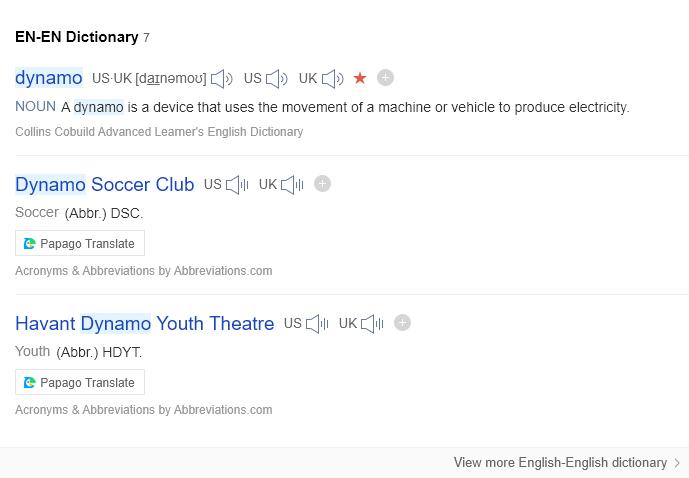 EN-EN Dictionary 7
dynamo US·UK [daɪnəmoʊ] US UK
NOUN A dynamo is a device that uses the movement of a machine or vehicle to produce electricity.
Collins Cobuild Advanced Learner's English Dictionary
Dynamo Soccer Club US UK
Soccer (Abbr.) DSC.
Papago Translate
Acronyms & Abbreviations by Abbreviations.com
Havant Dynamo Youth Theatre US UK
Youth (Abbr.) HDYT.
Papago Translate
Acronyms & Abbreviations by Abbreviations.com
View more English-English dictionary